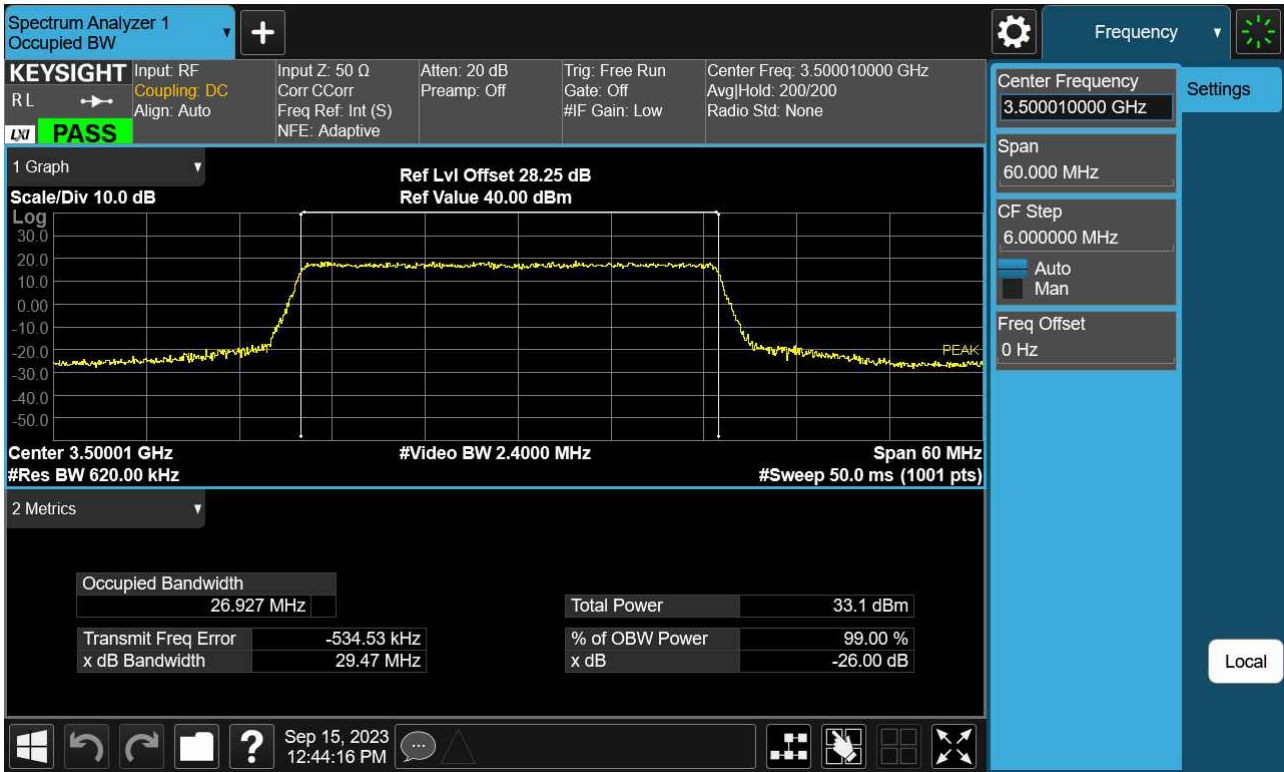 Spectrum Analyzer 1
Occupied BW
Frequency
KEYSIGHT
R L
LXI
PASS
Input: RF
Coupling: DC
Align: Auto
Input Z: 50 Ω
Corr CCorr
Freq Ref: Int (S)
NFE: Adaptive
Atten: 20 dB
Preamp: Off
Trig: Free Run
Gate: Off
#IF Gain: Low
Center Freq: 3.500010000 GHz
Avg|Hold: 200/200
Radio Std: None
Center Frequency
3.500010000 GHz
Settings
Span
60.000 MHz
CF Step
6.000000 MHz
Auto
Man
Freq Offset
0 Hz
1 Graph
Ref Lvl Offset 28.25 dB
Scale/Div 10.0 dB
Ref Value 40.00 dBm
Log
30.0
20.0
10.0
0.00
-10.0
-20.0
-30.0
-40.0
-50.0
PEAK
Center 3.50001 GHz
#Video BW 2.4000 MHz
Span 60 MHz
#Res BW 620.00 kHz
#Sweep 50.0 ms (1001 pts)
2 Metrics
Occupied Bandwidth
26.927 MHz
Total Power 33.1 dBm
Transmit Freq Error -534.53 kHz
% of OBW Power 99.00 %
x dB Bandwidth 29.47 MHz
x dB -26.00 dB
Local
Sep 15, 2023
12:44:16 PM